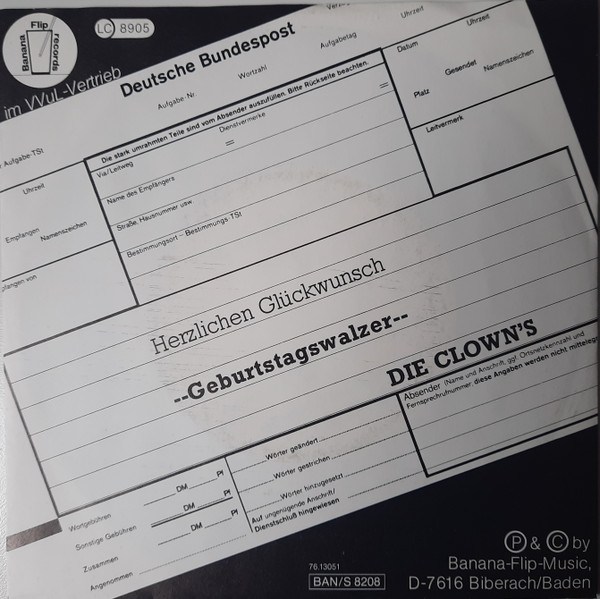 Banana
Flip
records
LC 8905
im VVuL-Vertrieb
Deutsche Bundespost
Aufgabe-Nr.
Wortzahl
Aufgabetag
Uhrzeit
Die stark umrahmten Teile sind vom Absender auszufüllen. Bitte Rückseite beachten.
Via/Leitweg
Dienstvermerke
=
=
Name des Empfängers
Straße, Hausnummer usw
Bestimmungsort - Bestimmungs-TSt
Datum
Uhrzeit
Gesendet
Platz
Namenszeichen
Leitvermerk
Aufgabe-TSt
Uhrzeit
Empfangen
Namenszeichen
Herzlichen Glückwunsch
--Geburtstagswalzer--
DIE CLOWN'S
Absender (Name und Anschrift, ggf. Ortsnetzkennzahl und
Fernsprechrufnummer, diese Angaben werden nicht mittelegr
Wörter geändert
Wörter gestrichen
Wörter hinzugesetzt
Auf ungenügende Anschrift/
Dienstschluß hingewiesen
Wortgebühren DM Pf
Sonstige Gebühren DM Pf
Zusammen DM Pf
Angenommen
76.13051
BAN/S 8208
Ⓟ & © by
Banana-Flip-Music,
D-7616 Biberach/Baden